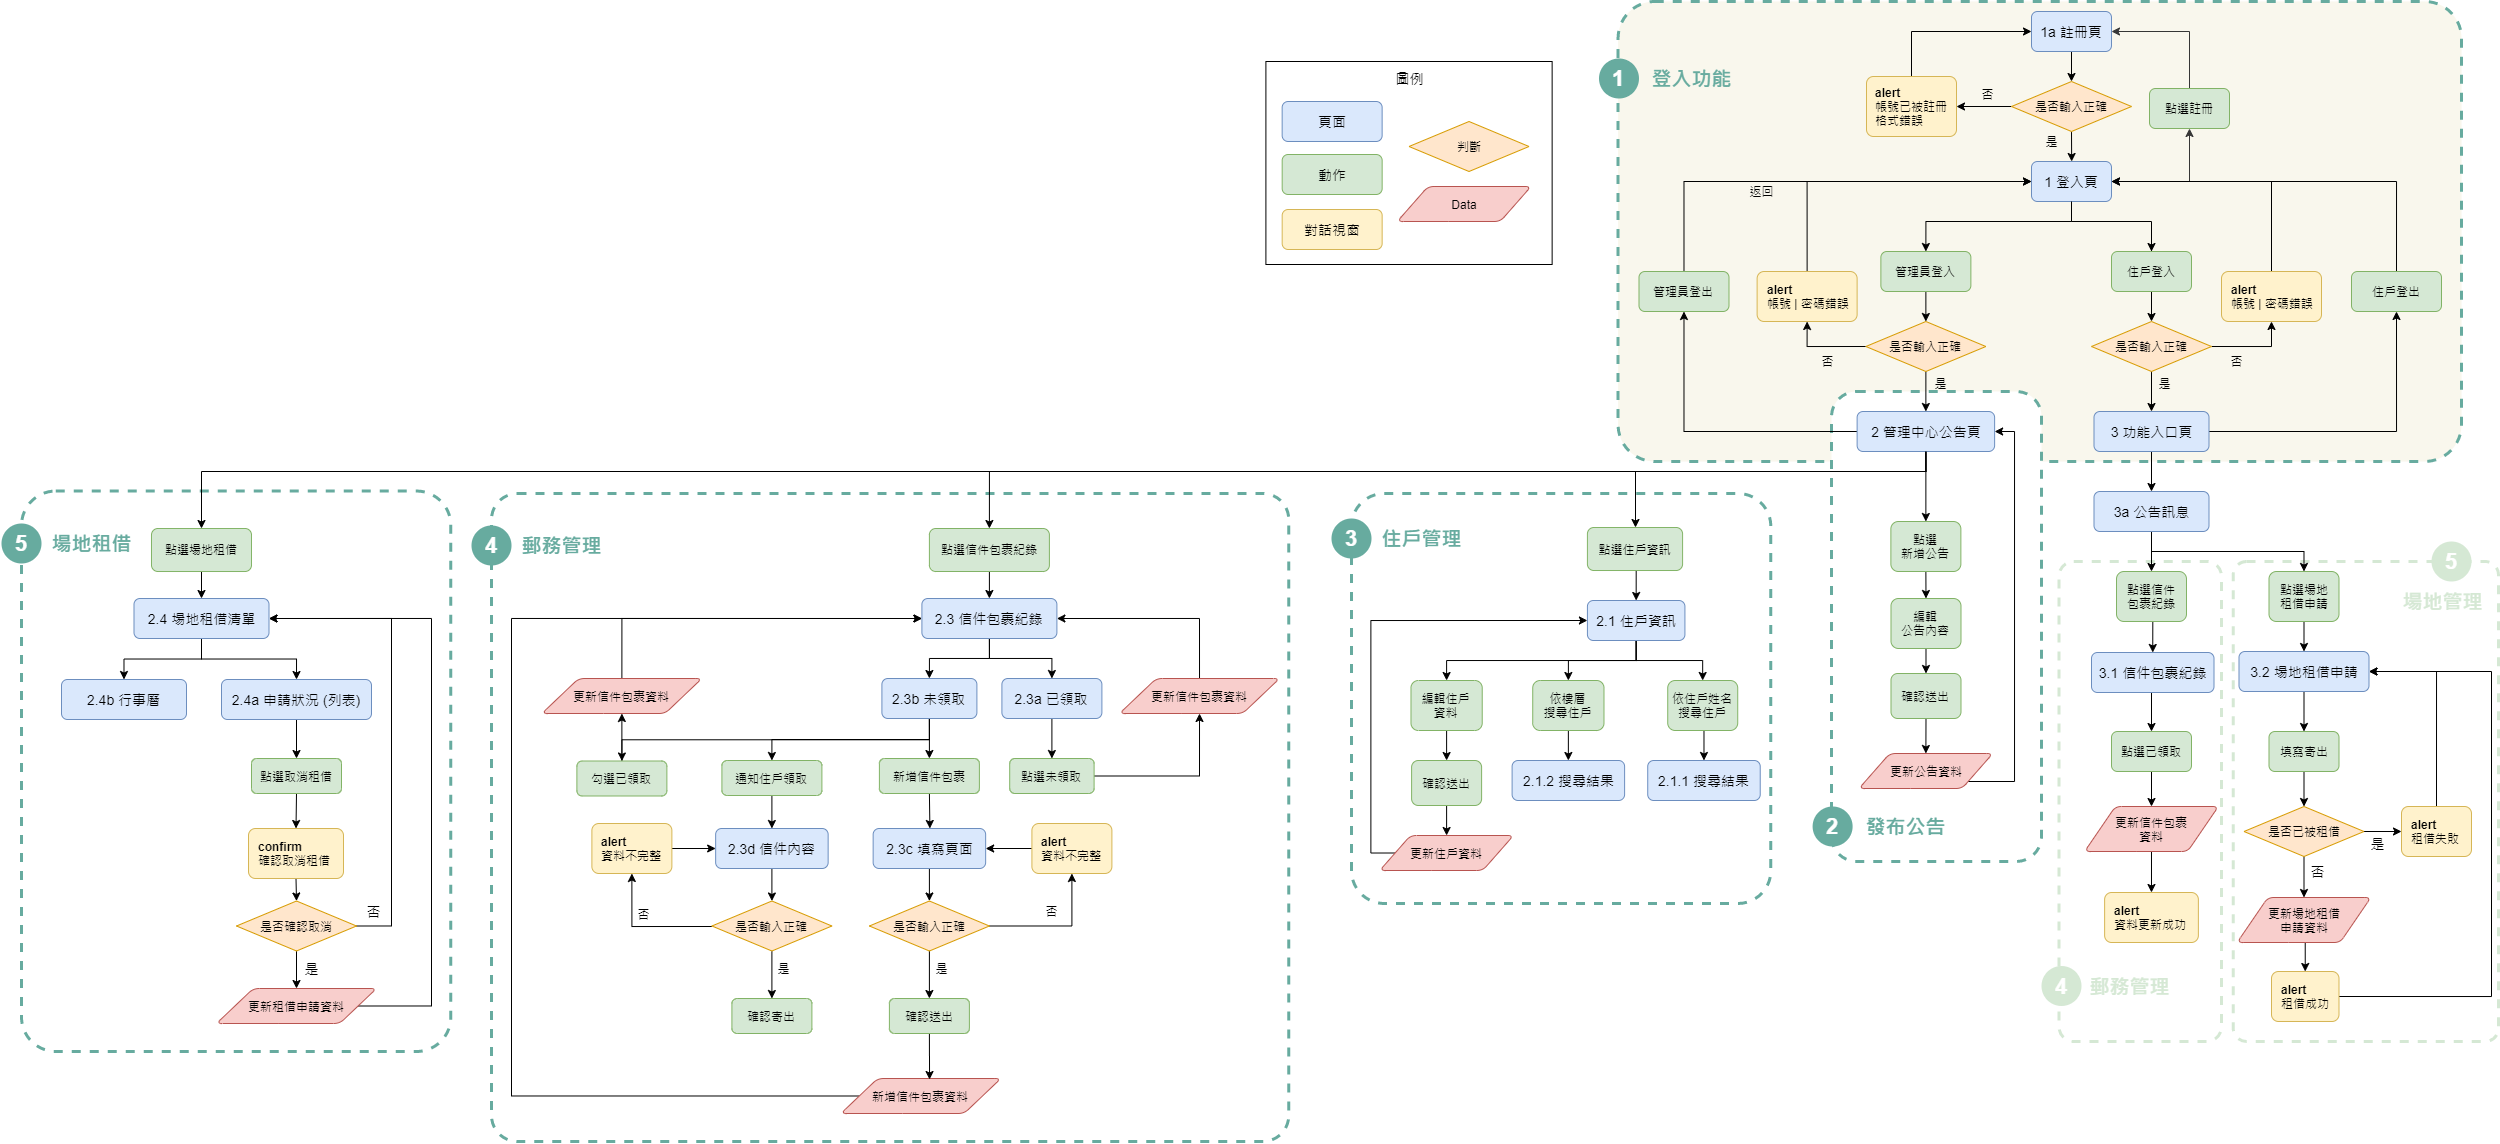 圖例
頁面
動作
對話視窗
判斷
Data
1
登入功能
1a 註冊頁
alert
帳號已被註冊
格式錯誤
否
是否輸入正確
點選註冊
是
1 登入頁
返回
管理員登入
住戶登入
管理員登出
alert
帳號 | 密碼錯誤
alert
帳號 | 密碼錯誤
住戶登出
是否輸入正確
是否輸入正確
否
否
是
是
2 管理中心公告頁
3 功能入口頁
3a 公告訊息
5
場地租借
點選場地租借
2.4 場地租借清單
2.4b 行事曆
2.4a 申請狀況 (列表)
點選取消租借
confirm
確認取消租借
是否確認取消
否
是
更新租借申請資料
4
郵務管理
點選信件包裹紀錄
2.3 信件包裹紀錄
更新信件包裹資料
2.3b 未領取
2.3a 已領取
更新信件包裹資料
勾選已領取
通知住戶領取
新增信件包裹
點選未領取
alert
資料不完整
2.3d 信件內容
2.3c 填寫頁面
alert
資料不完整
否
是否輸入正確
是否輸入正確
否
是
是
確認寄出
確認送出
新增信件包裹資料
3
住戶管理
點選住戶資訊
2.1 住戶資訊
編輯住戶
資料
依樓層
搜尋住戶
依住戶姓名
搜尋住戶
確認送出
2.1.2 搜尋結果
2.1.1 搜尋結果
更新住戶資料
點選
新增公告
編輯
公告內容
確認送出
更新公告資料
2
發布公告
點選信件
包裹紀錄
3.1 信件包裹紀錄
點選已領取
更新信件包裹
資料
alert
資料更新成功
4
郵務管理
5
場地管理
點選場地
租借申請
3.2 場地租借申請
填寫寄出
是否已被租借
是
alert
租借失敗
否
更新場地租借
申請資料
alert
租借成功